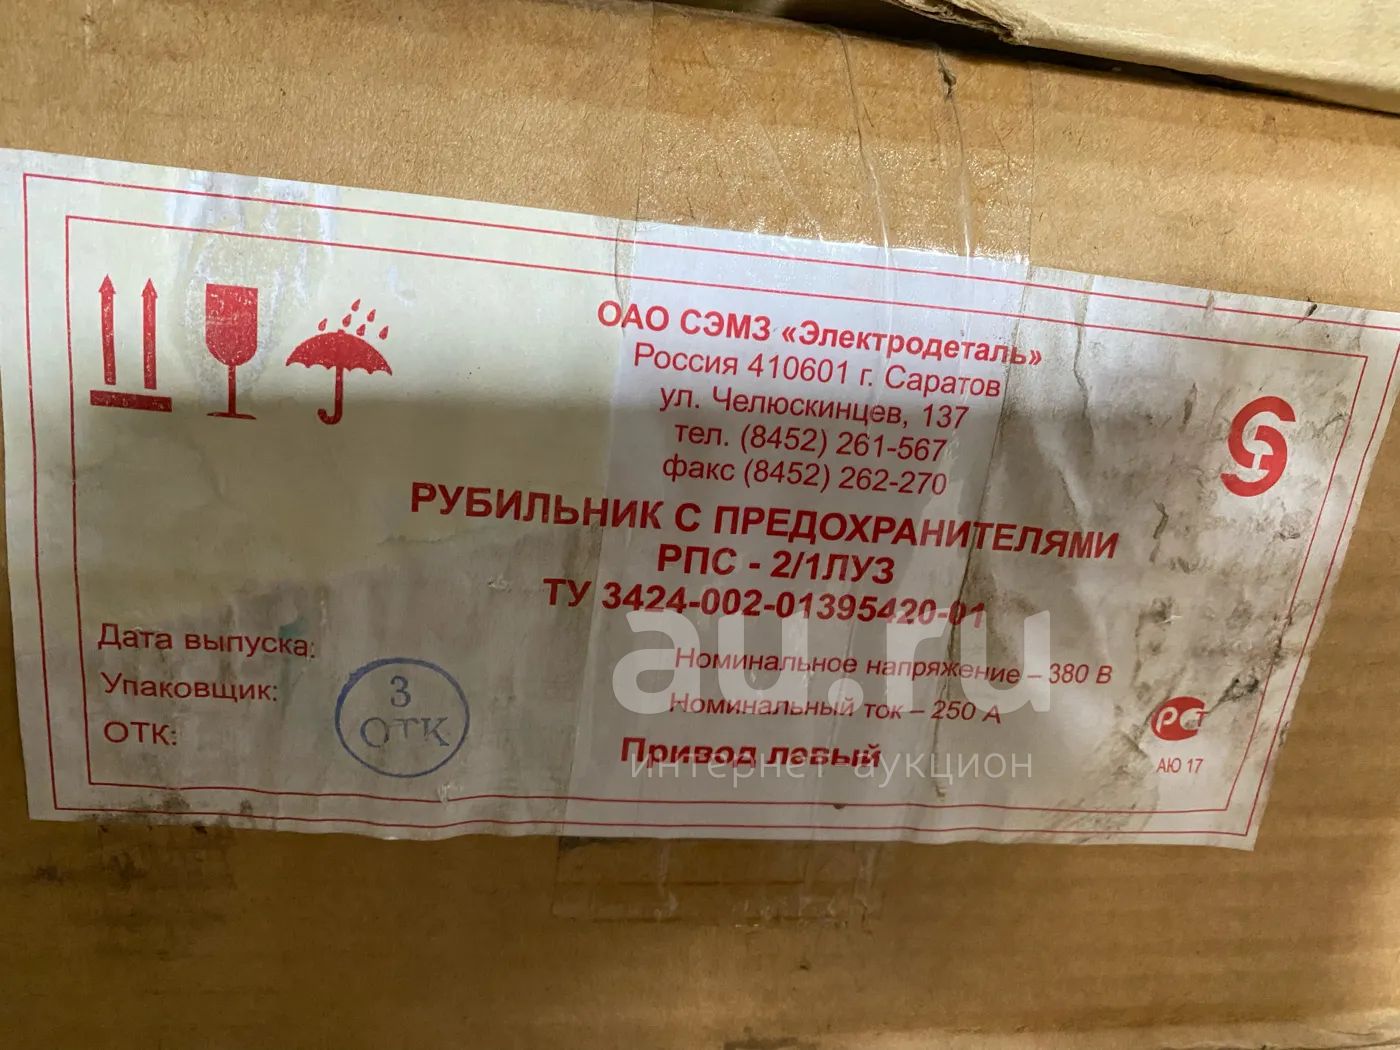 ОАО СЭМЗ «Электродеталь»
Россия 410601 г. Саратов
ул. Челюскинцев, 137
тел. (8452) 261-567
факс (8452) 262-270
РУБИЛЬНИК С ПРЕДОХРАНИТЕЛЯМИ
РПС - 2/1ЛУЗ
ТУ 3424-002-01395420-01
Номинальное напряжение – 380 В
Номинальный ток – 250 А
Привод левый
Дата выпуска:
Упаковщик:
ОТК:
3
ОТК
РСТ
АЮ 17
au.ru
интернет аукцион